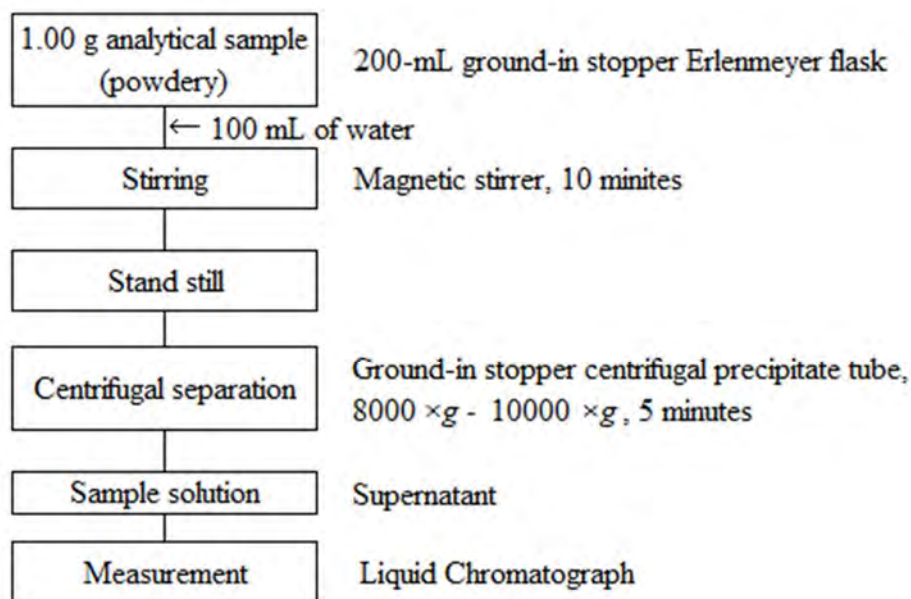 1.00 g analytical sample
(powdery)
200-mL ground-in stopper Erlenmeyer flask
← 100 mL of water
Stirring
Magnetic stirrer, 10 minites
Stand still
Centrifugal separation
Ground-in stopper centrifugal precipitate tube,
8000 ×g - 10000 ×g , 5 minutes
Sample solution
Supernatant
Measurement
Liquid Chromatograph